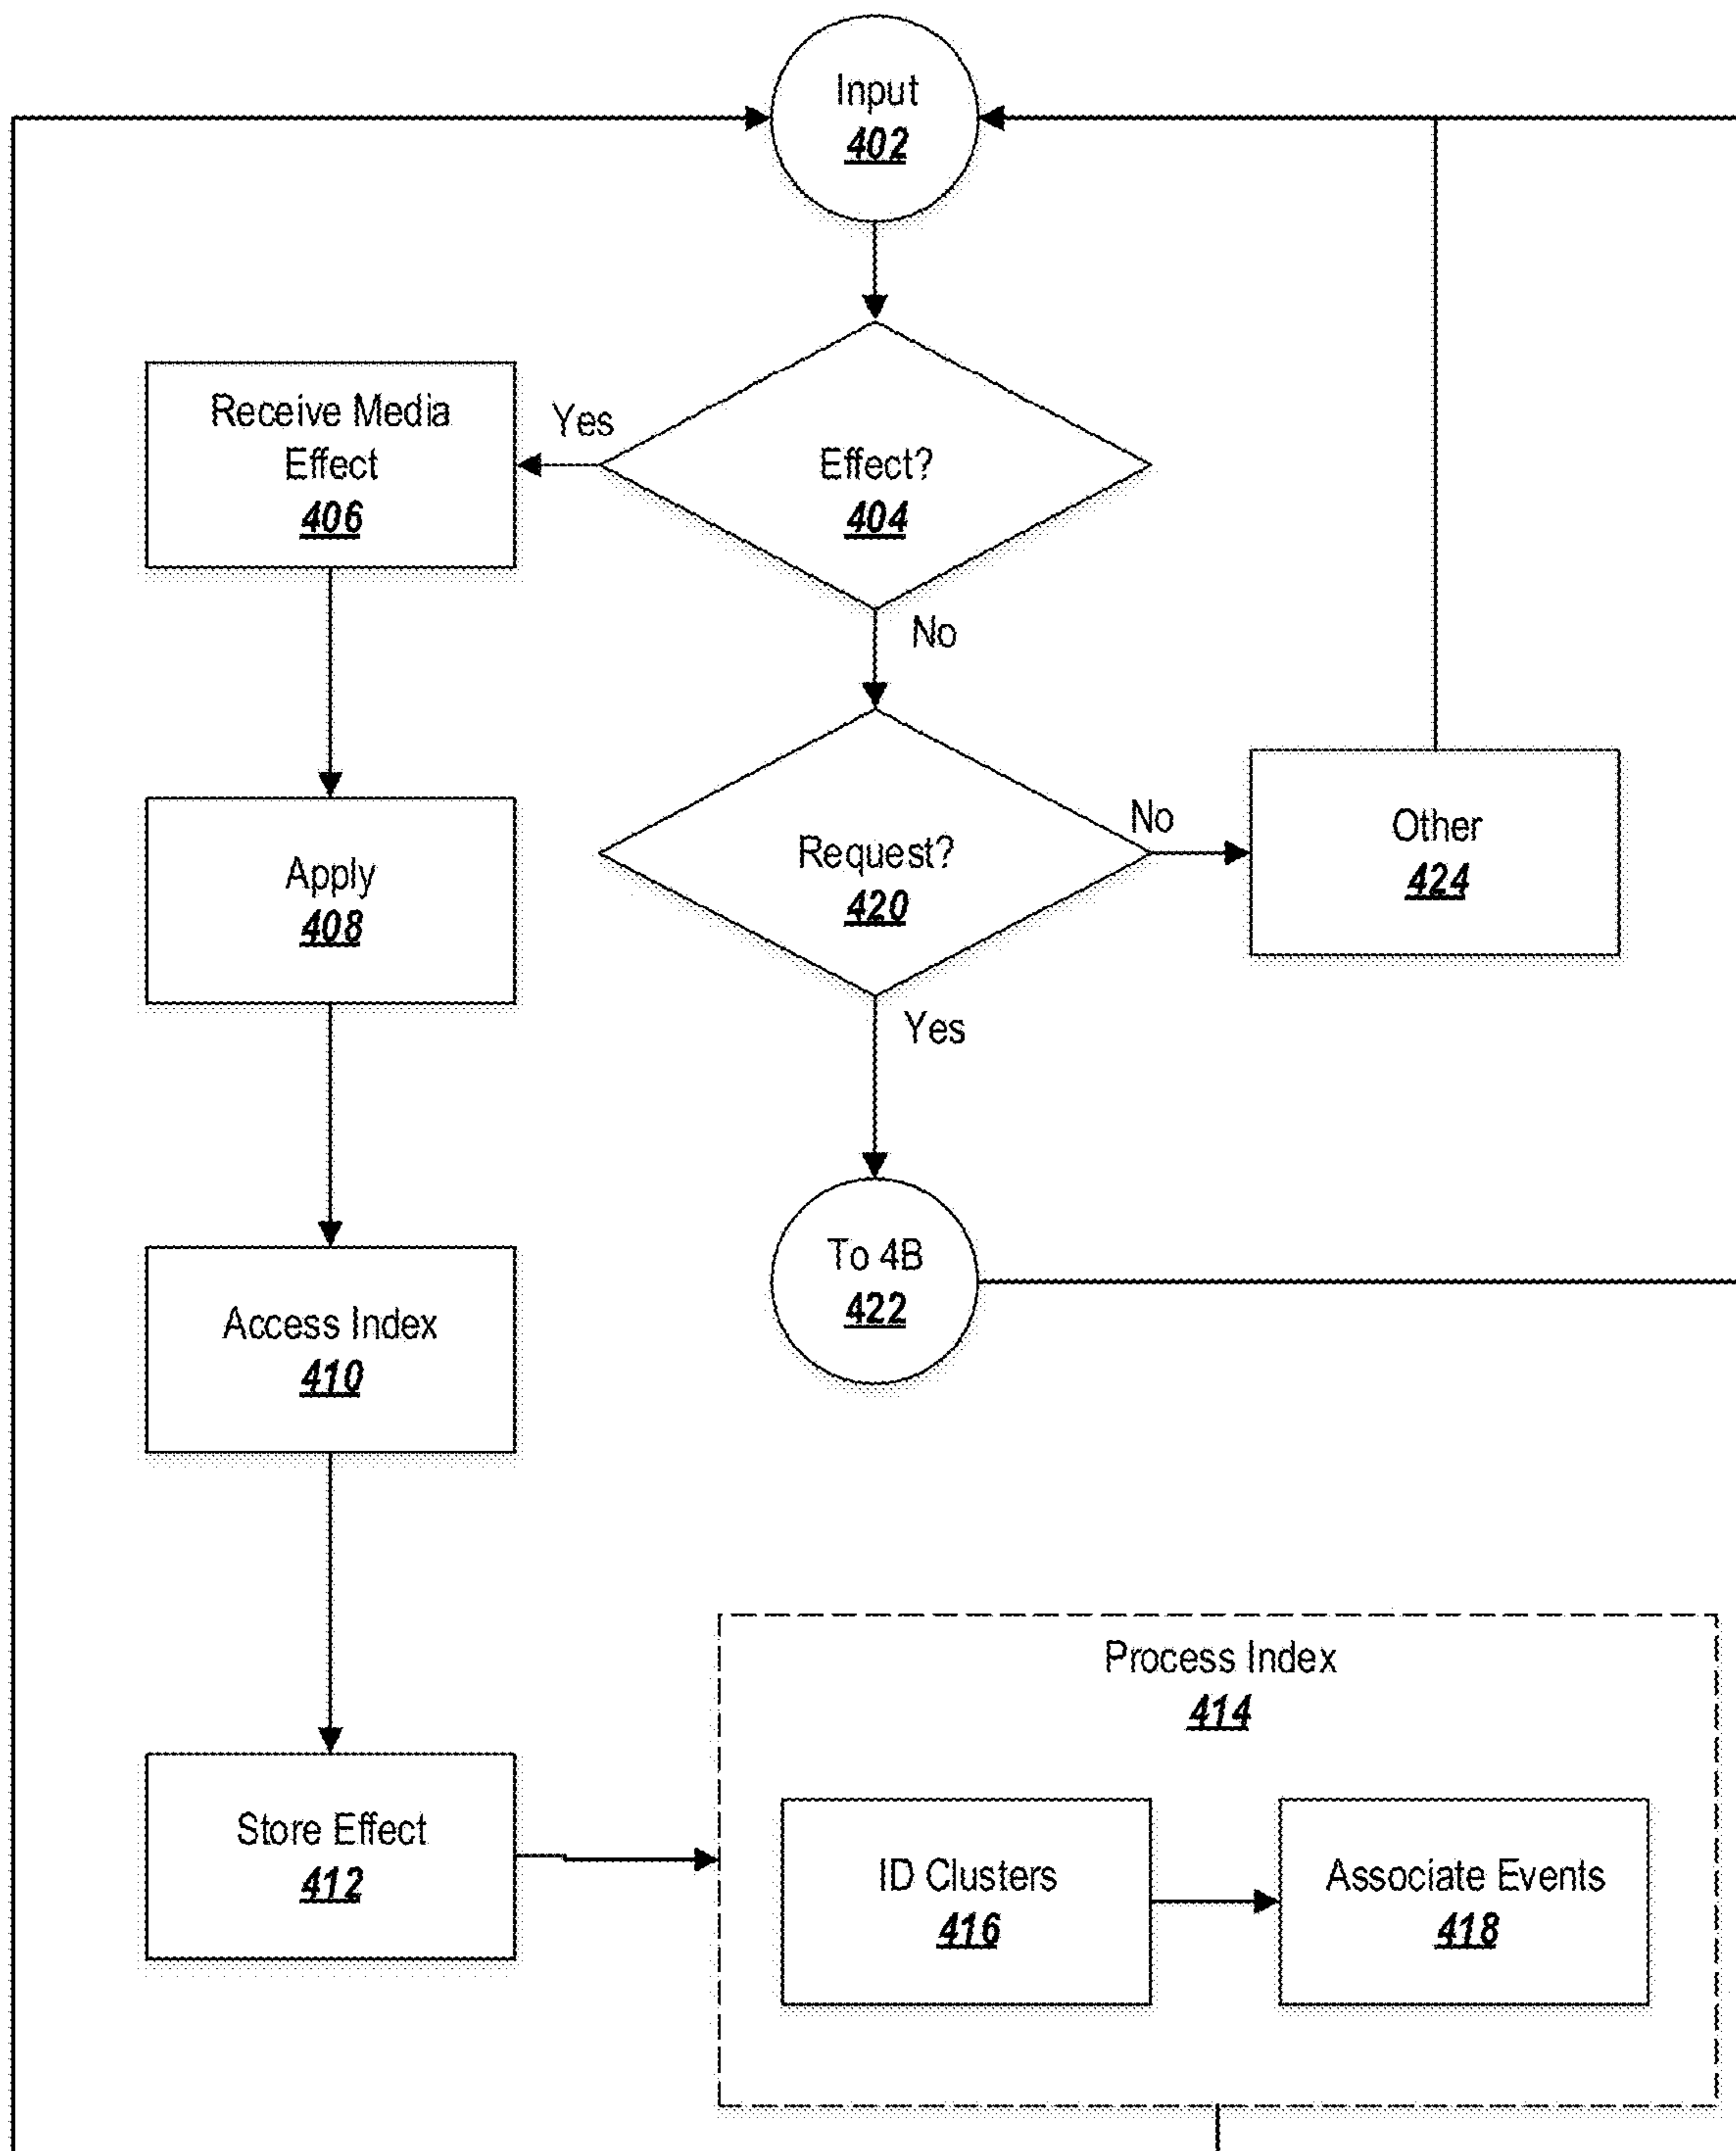 Input
402
Receive Media
Effect
406
Yes
Effect?
404
No
Apply
408
Request?
420
No
Other
424
Yes
Access Index
410
To 4B
422
Process Index
414
Store Effect
412
ID Clusters
416
Associate Events
418